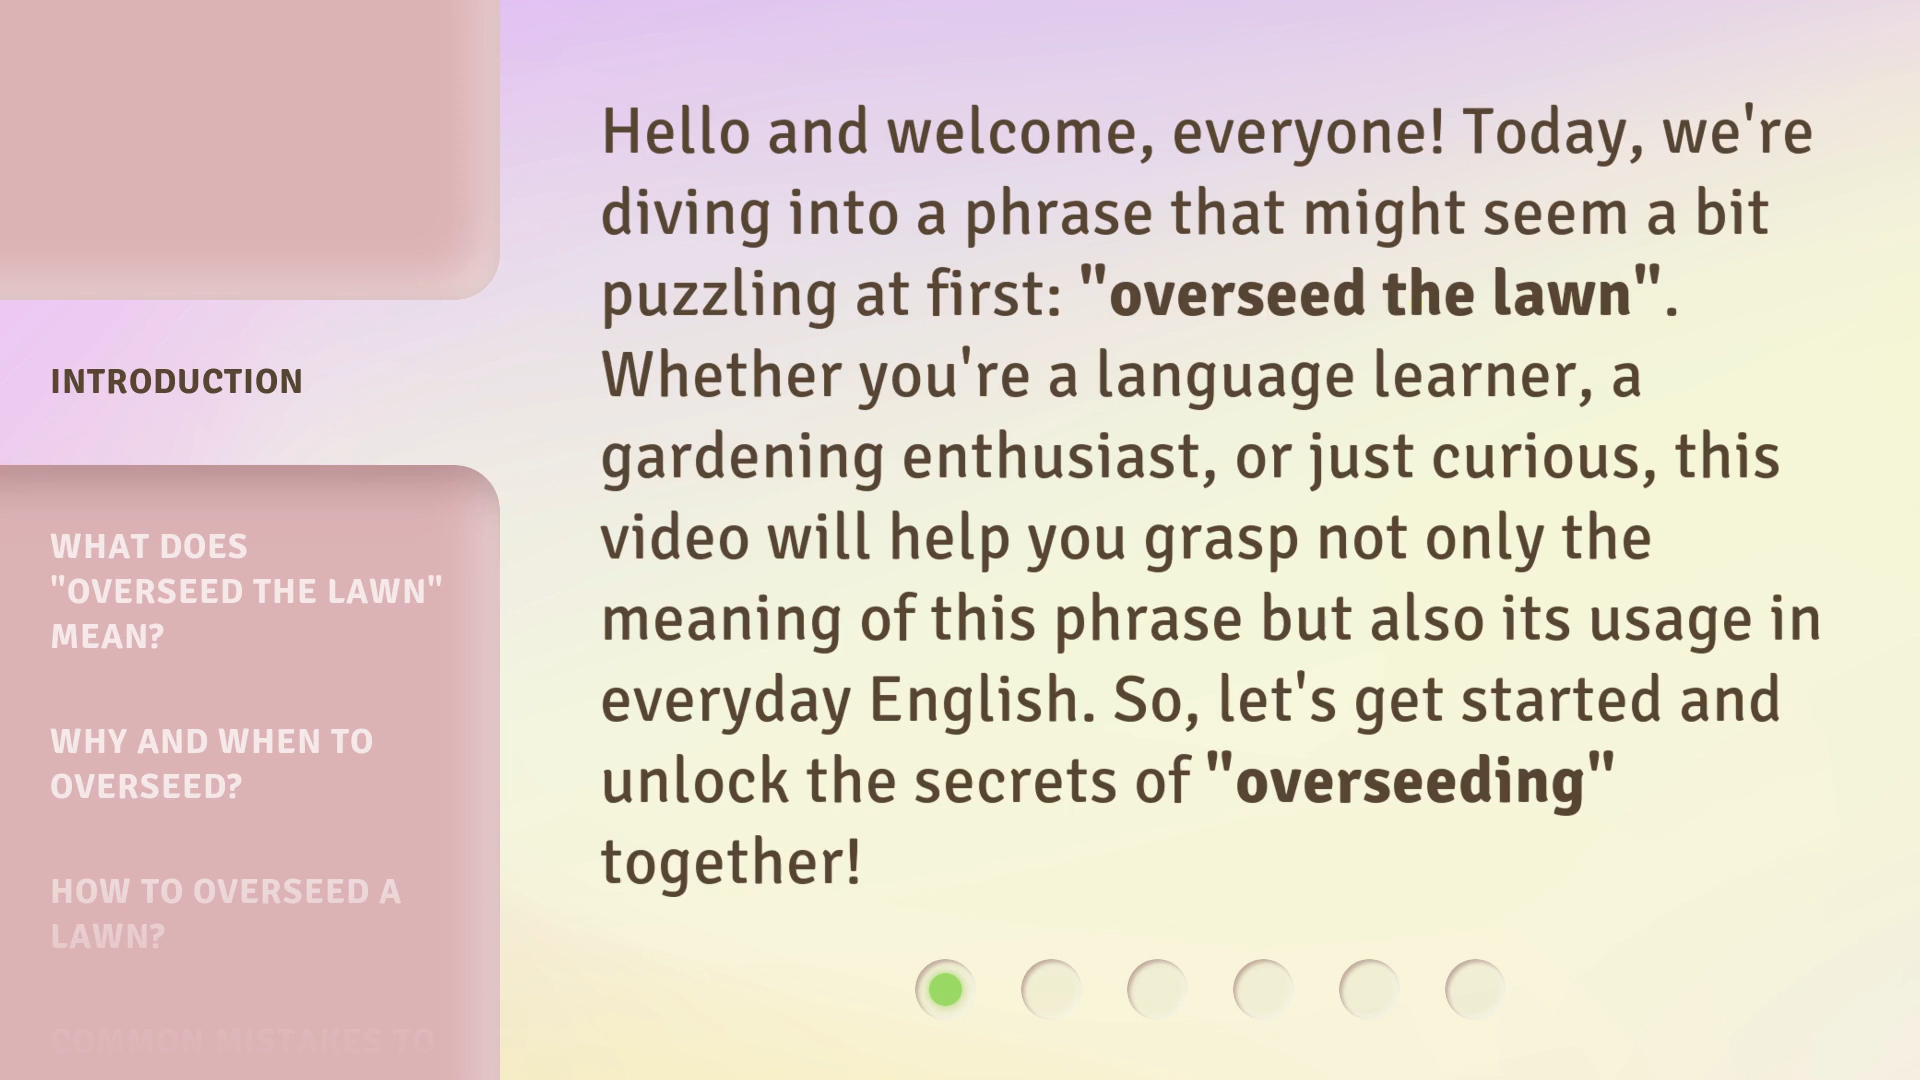 INTRODUCTION
WHAT DOES
"OVERSEED THE LAWN"
MEAN?
WHY AND WHEN TO
OVERSEED?
HOW TO OVERSEED A
LAWN?
COMMON MISTAKES TO
Hello and welcome, everyone! Today, we're
diving into a phrase that might seem a bit
puzzling at first: "overseed the lawn".
Whether you're a language learner, a
gardening enthusiast, or just curious, this
video will help you grasp not only the
meaning of this phrase but also its usage in
everyday English. So, let's get started and
unlock the secrets of "overseeding"
together!